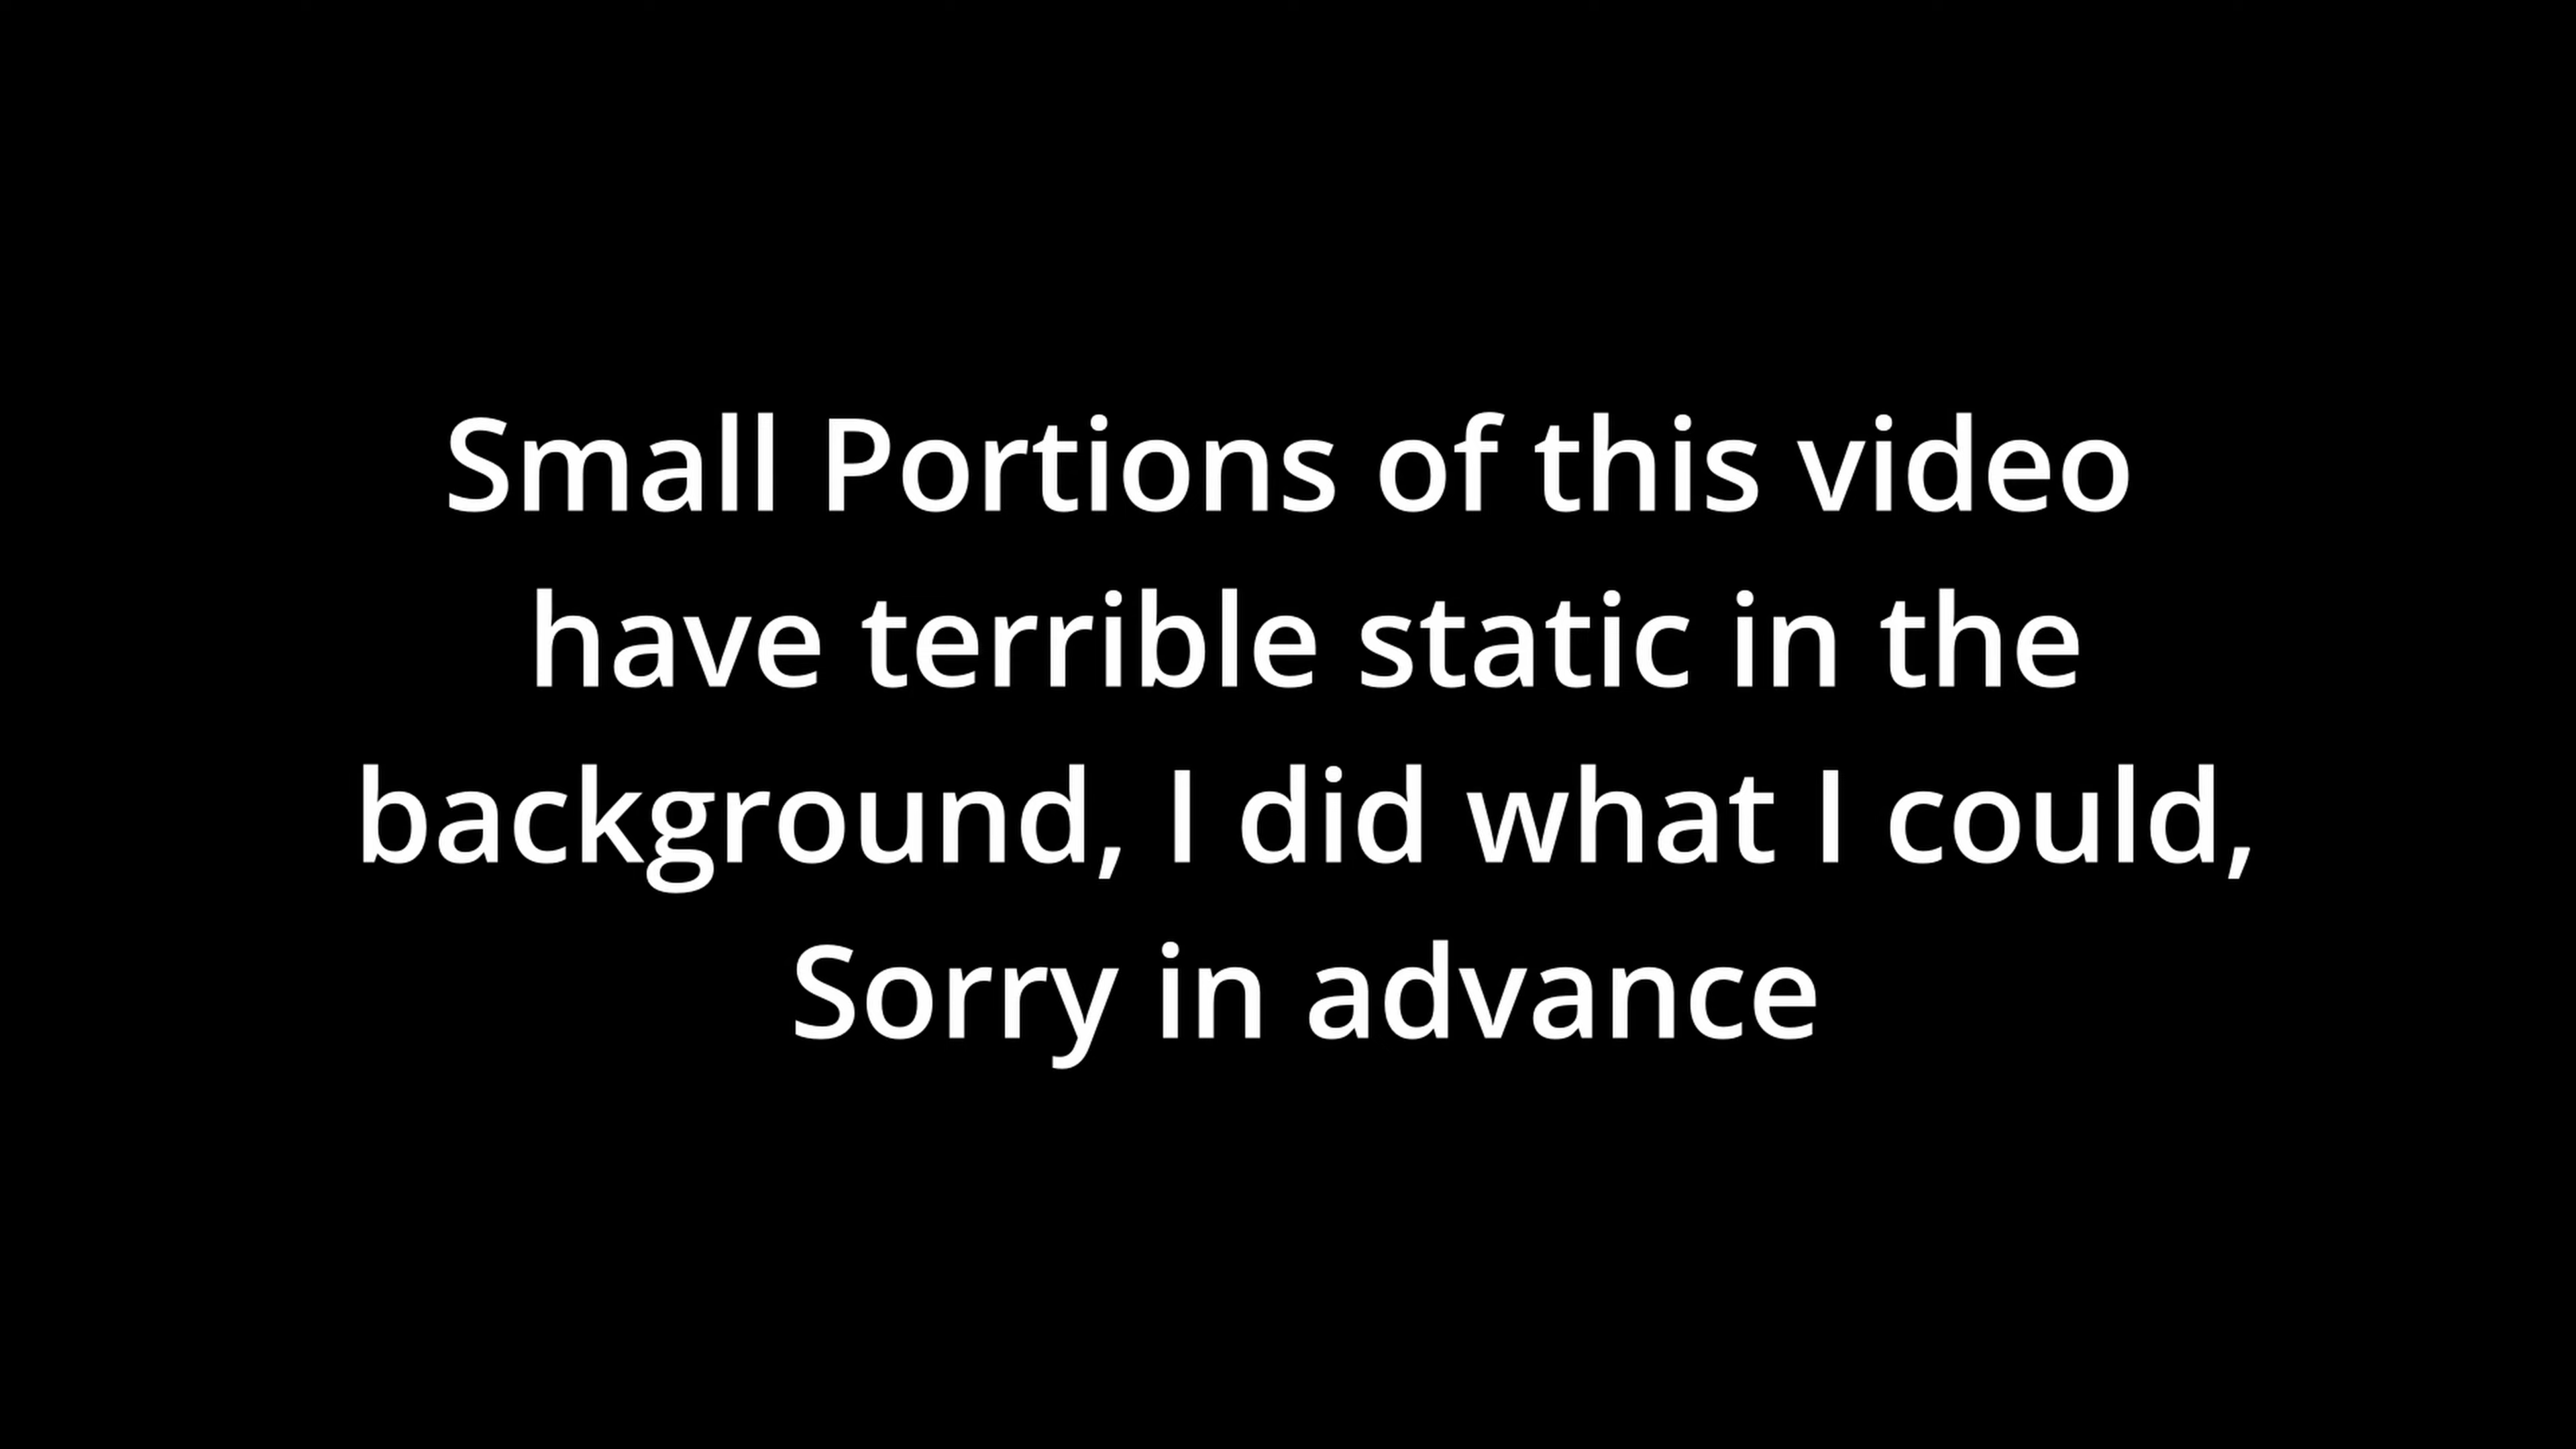 Small Portions of this video
have terrible static in the
background, I did what I could,
Sorry in advance